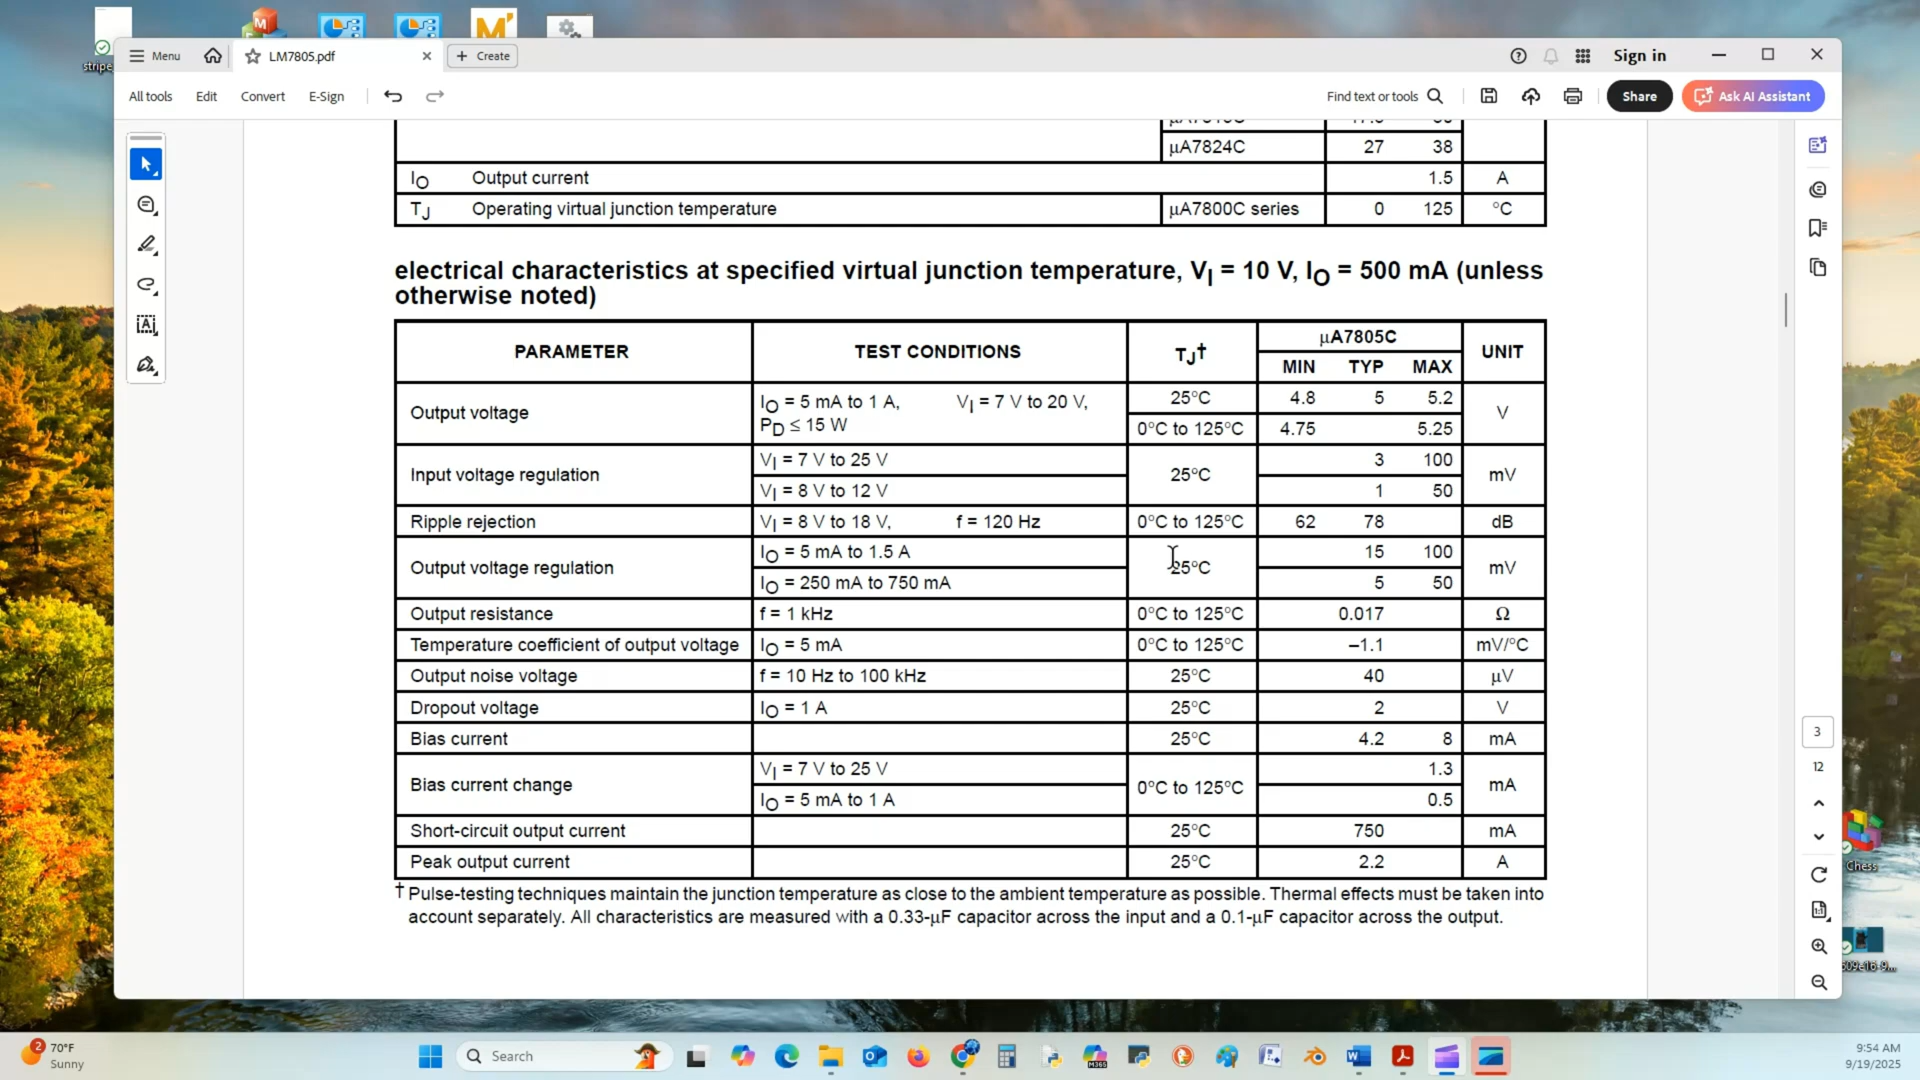 stripe
Menu
LM7805.pdf
Create
Sign in
All tools
Edit
Convert
E-Sign
Find text or tools
Share
Ask AI Assistant
µA7824C 27 38
IO Output current 1.5 A
TJ Operating virtual junction temperature µA7800C series 0 125 °C
electrical characteristics at specified virtual junction temperature, VI = 10 V, IO = 500 mA (unless
otherwise noted)
PARAMETER TEST CONDITIONS TJ† µA7805C UNIT
MIN TYP MAX
Output voltage IO = 5 mA to 1 A, VI = 7 V to 20 V, 25°C 4.8 5 5.2 V
PD ≤ 15 W 0°C to 125°C 4.75 5.25
Input voltage regulation VI = 7 V to 25 V 25°C 3 100 mV
VI = 8 V to 12 V 1 50
Ripple rejection VI = 8 V to 18 V, f = 120 Hz 0°C to 125°C 62 78 dB
Output voltage regulation IO = 5 mA to 1.5 A 25°C 15 100 mV
IO = 250 mA to 750 mA 5 50
Output resistance f = 1 kHz 0°C to 125°C 0.017 Ω
Temperature coefficient of output voltage IO = 5 mA 0°C to 125°C –1.1 mV/°C
Output noise voltage f = 10 Hz to 100 kHz 25°C 40 µV
Dropout voltage IO = 1 A 25°C 2 V
Bias current 25°C 4.2 8 mA
Bias current change VI = 7 V to 25 V 0°C to 125°C 1.3 mA
IO = 5 mA to 1 A 0.5
Short-circuit output current 25°C 750 mA
Peak output current 25°C 2.2 A
† Pulse-testing techniques maintain the junction temperature as close to the ambient temperature as possible. Thermal effects must be taken into
account separately. All characteristics are measured with a 0.33-µF capacitor across the input and a 0.1-µF capacitor across the output.
3
12
Chess
2
70°F
Sunny
Search
M365
9:54 AM
9/19/2025